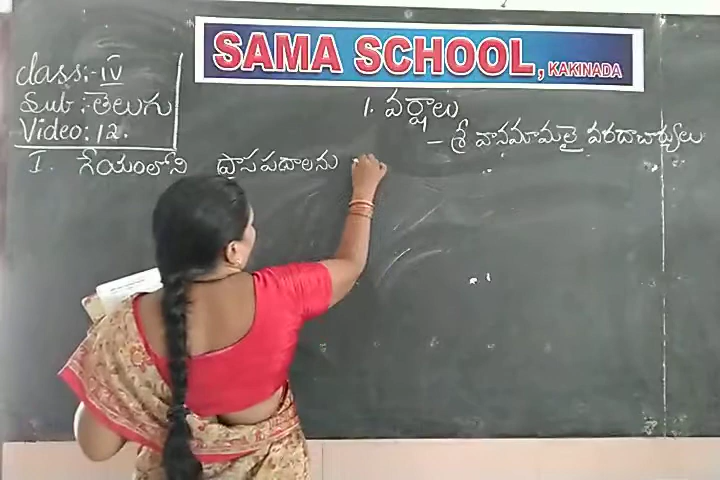 SAMA SCHOOL, KAKINADA
class:- IV
Sub :- తెలుగు
Video: 12.
1. వర్షాలు
- శ్రీ వానమామలై వరదాచార్యులు
I. గేయంలోని ప్రాసపదాలను